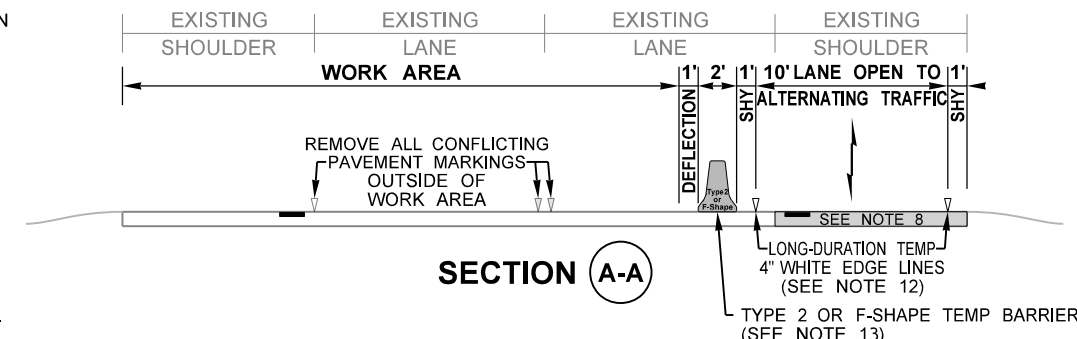 N
EXISTING EXISTING EXISTING EXISTING
SHOULDER LANE LANE SHOULDER
WORK AREA 1' 2' 1' 10' LANE OPEN TO 1'
ALTERNATING TRAFFIC
DEFLECTION
SHY
SHY
REMOVE ALL CONFLICTING
PAVEMENT MARKINGS
OUTSIDE OF
WORK AREA
Type 2
or
F-Shape
SEE NOTE 8
LONG-DURATION TEMP
4" WHITE EDGE LINES
(SEE NOTE 12)
SECTION A-A
TYPE 2 OR F-SHAPE TEMP BARRIER
(SEE NOTE 13)